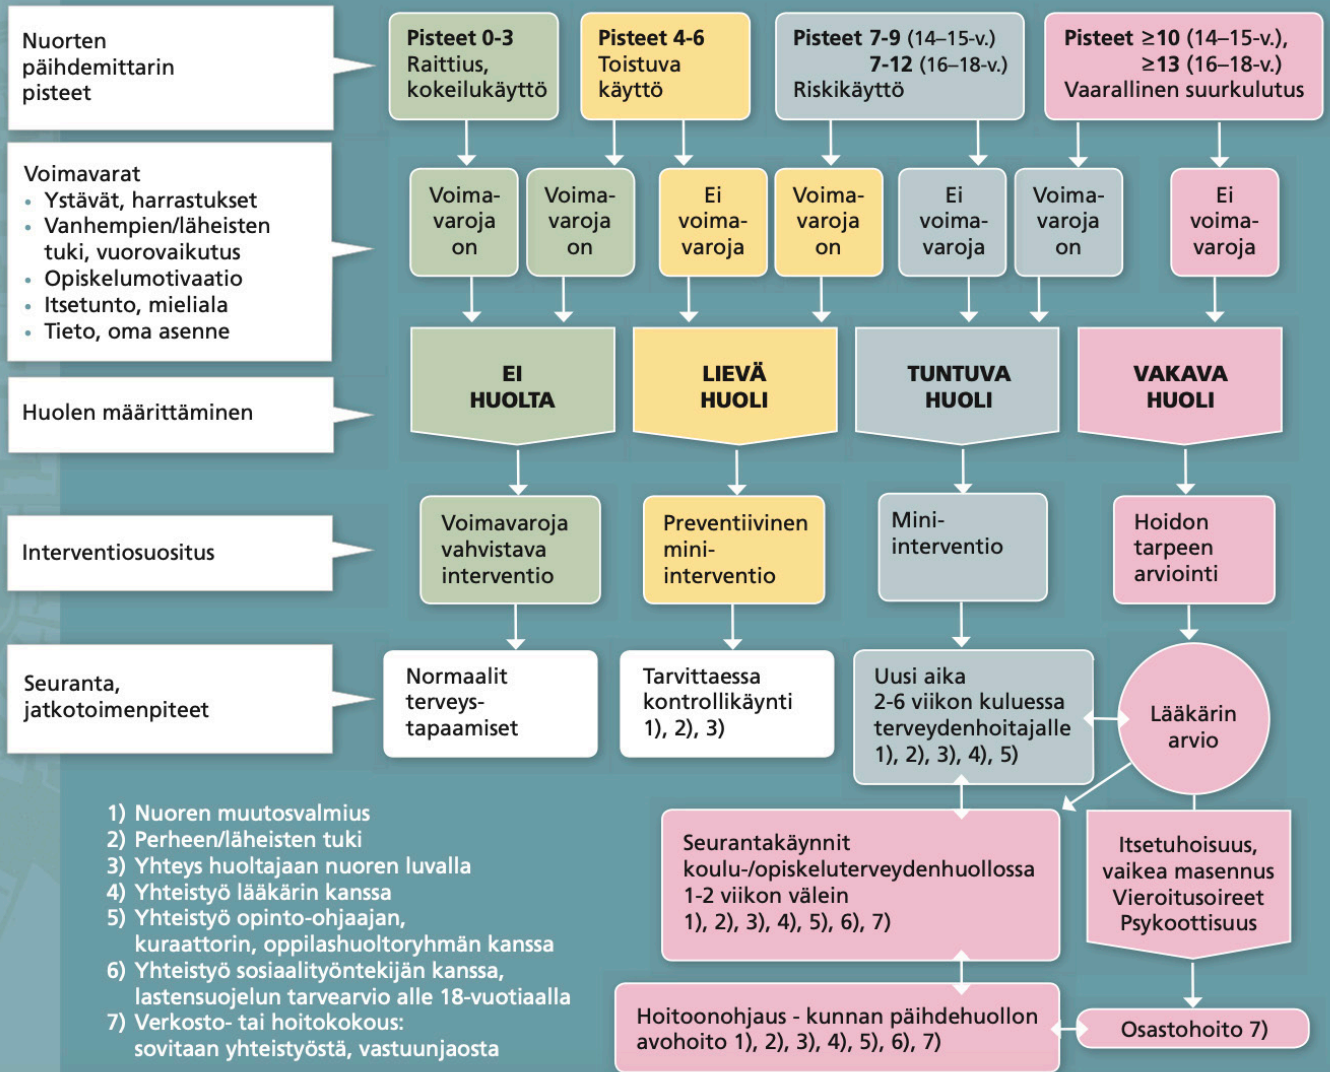 Nuorten
päihdemittarin
pisteet
Pisteet 0-3
Raittius,
kokeilukäyttö
Pisteet 4-6
Toistuva
käyttö
Pisteet 7-9 (14–15-v.)
7-12 (16–18-v.)
Riskikäyttö
Pisteet ≥10 (14–15-v.),
≥13 (16–18-v.)
Vaarallinen suurkulutus
Voimavarat
• Ystävät, harrastukset
• Vanhempien/läheisten
tuki, vuorovaikutus
• Opiskelumotivaatio
• Itsetunto, mieliala
• Tieto, oma asenne
Voima-
varoja
on
Voima-
varoja
on
Ei
voima-
varoja
Voima-
varoja
on
Ei
voima-
varoja
Voima-
varoja
on
Ei
voima-
varoja
Huolen määrittäminen
EI
HUOLTA
LIEVÄ
HUOLI
TUNTUVA
HUOLI
VAKAVA
HUOLI
Interventiosuositus
Voimavaroja
vahvistava
interventio
Preventiivinen
mini-
interventio
Mini-
interventio
Hoidon
tarpeen
arviointi
Seuranta,
jatkotoimenpiteet
Normaalit
terveys-
tapaamiset
Tarvittaessa
kontrollikäynti
1), 2), 3)
Uusi aika
2-6 viikon kuluessa
terveydenhoitajalle
1), 2), 3), 4), 5)
Lääkärin
arvio
1) Nuoren muutosvalmius
2) Perheen/läheisten tuki
3) Yhteys huoltajaan nuoren luvalla
4) Yhteistyö lääkärin kanssa
5) Yhteistyö opinto-ohjaajan,
kuraattorin, oppilashuoltoryhmän kanssa
6) Yhteistyö sosiaalityöntekijän kanssa,
lastensuojelun tarvearvio alle 18-vuotiaalla
7) Verkosto- tai hoitokokous:
sovitaan yhteistyöstä, vastuunjaosta
Seurantakäynnit
koulu-/opiskeluterveydenhuollossa
1-2 viikon välein
1), 2), 3), 4), 5), 6), 7)
Itsetuhoisuus,
vaikea masennus
Vieroitusoireet
Psykoottisuus
Hoitoonohjaus - kunnan päihdehuollon
avohoito 1), 2), 3), 4), 5), 6), 7)
Osastohoito 7)